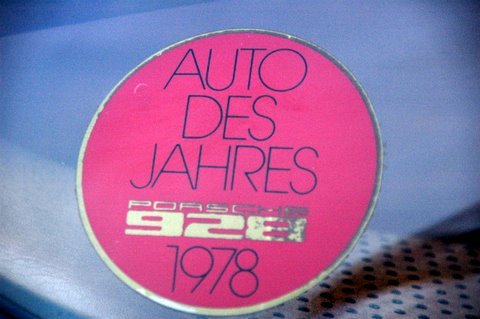 AUTO
DES
JAHRES
PORSCHE
928
1978